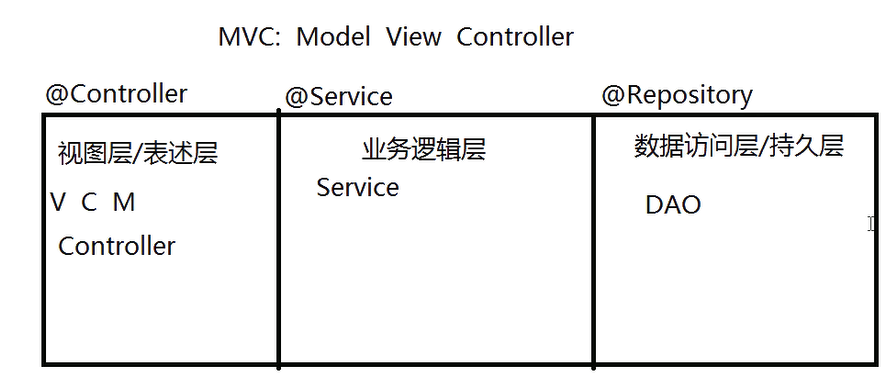 MVC: Model View Controller
@Controller
@Service
@Repository
视图层/表述层
V C M
Controller
业务逻辑层
Service
数据访问层/持久层
DAO